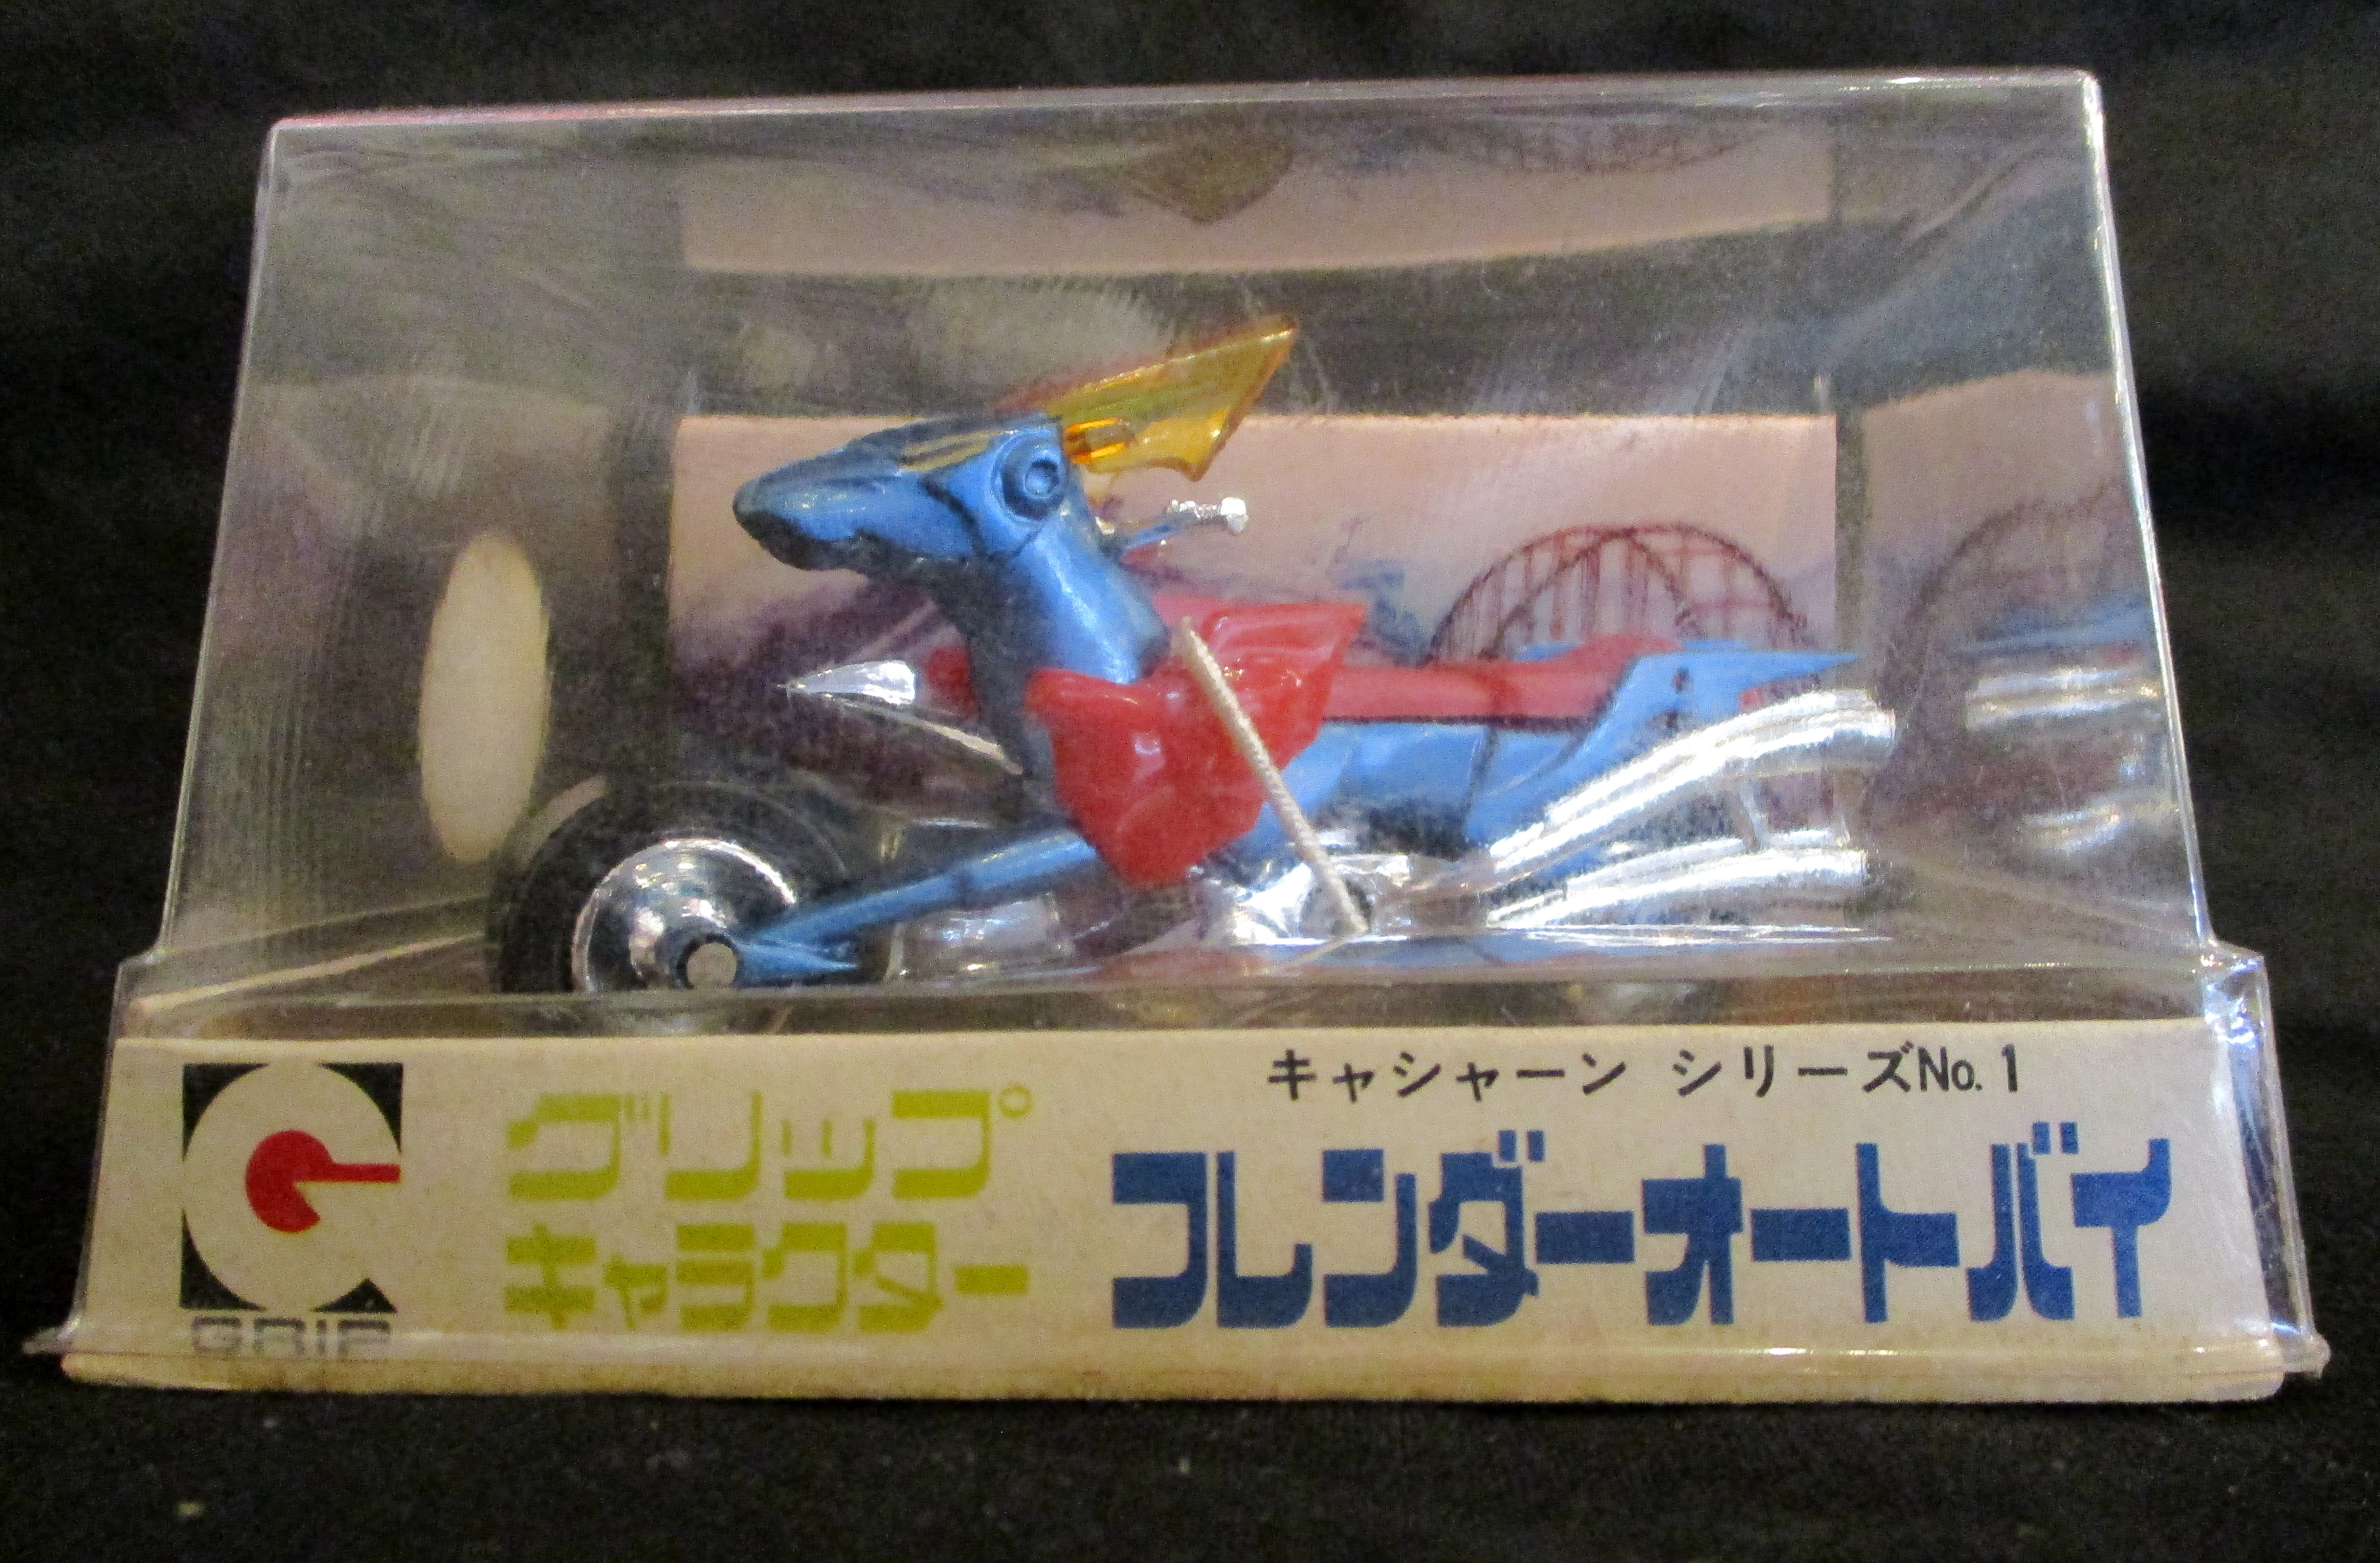 GRIP
グリップ
キャラクター
キャシャーン シリーズNo.1
フレンダーオートバイ